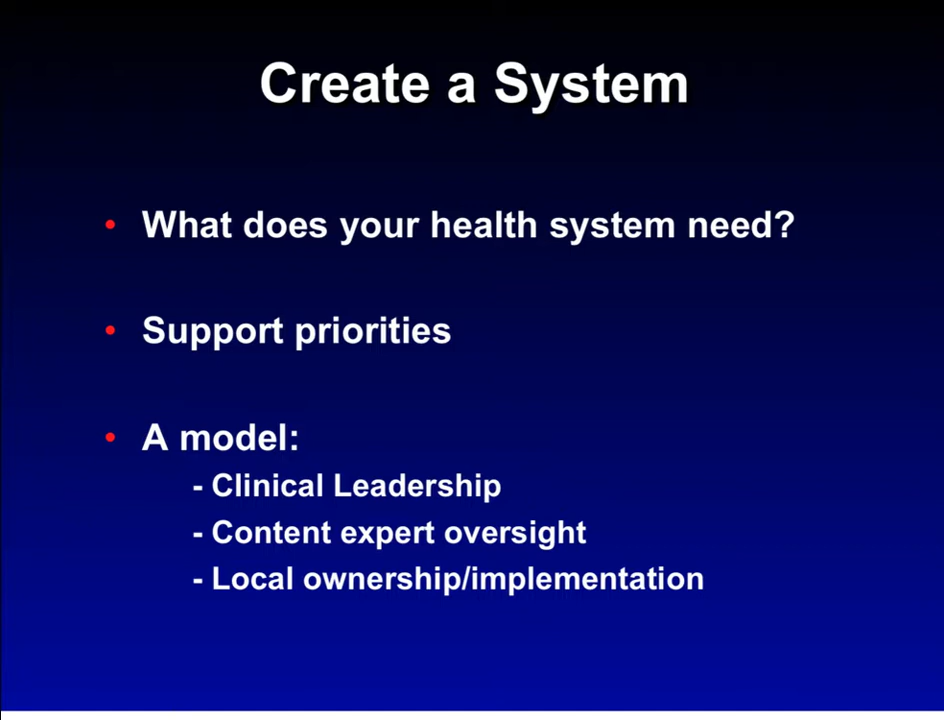 Create a System
• What does your health system need?
• Support priorities
• A model:
- Clinical Leadership
- Content expert oversight
- Local ownership/implementation